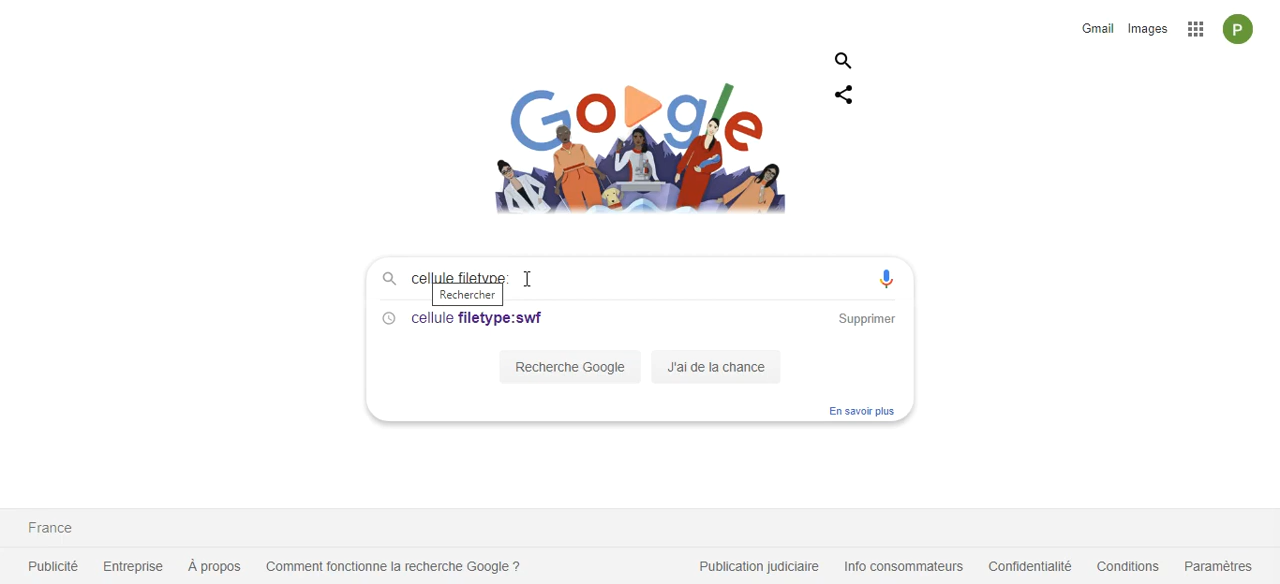 Gmail Images P
Google
cellule filetype:
Rechercher
cellule filetype:swf Supprimer
Recherche Google J'ai de la chance
En savoir plus
France
Publicité Entreprise À propos Comment fonctionne la recherche Google ? Publication judiciaire Info consommateurs Confidentialité Conditions Paramètres